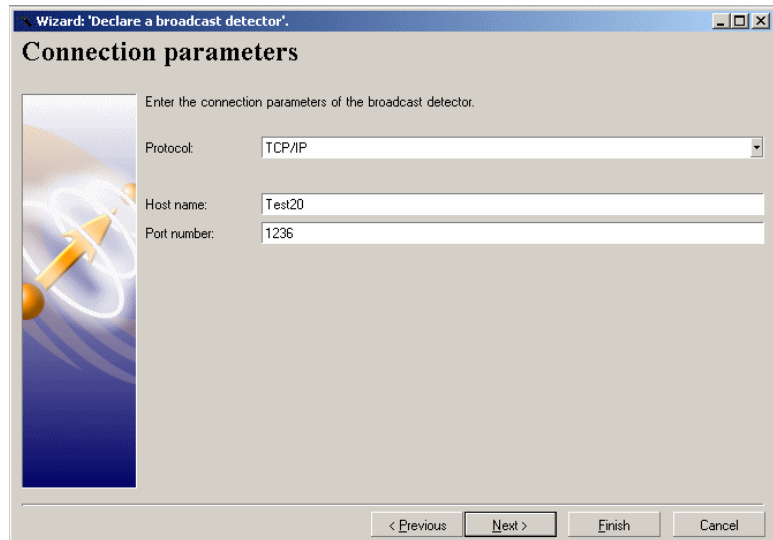 Wizard: 'Declare a broadcast detector'.
Connection parameters
Enter the connection parameters of the broadcast detector.
Protocol: TCP/IP
Host name: Test20
Port number: 1236
< Previous Next > Finish Cancel